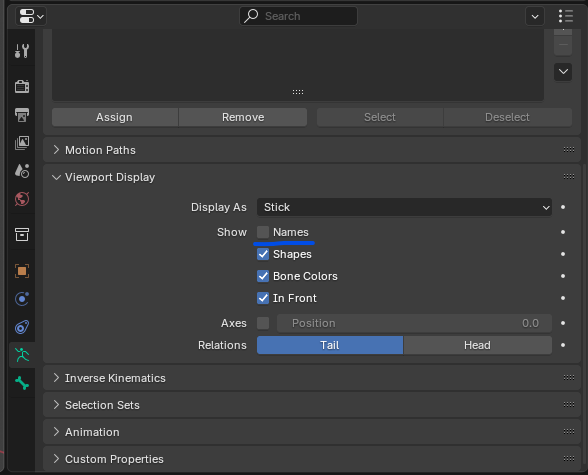 Search
Assign Remove Select Deselect
Motion Paths
Viewport Display
Display As Stick
Show Names
Shapes
Bone Colors
In Front
Axes Position 0.0
Relations Tail Head
Inverse Kinematics
Selection Sets
Animation
Custom Properties